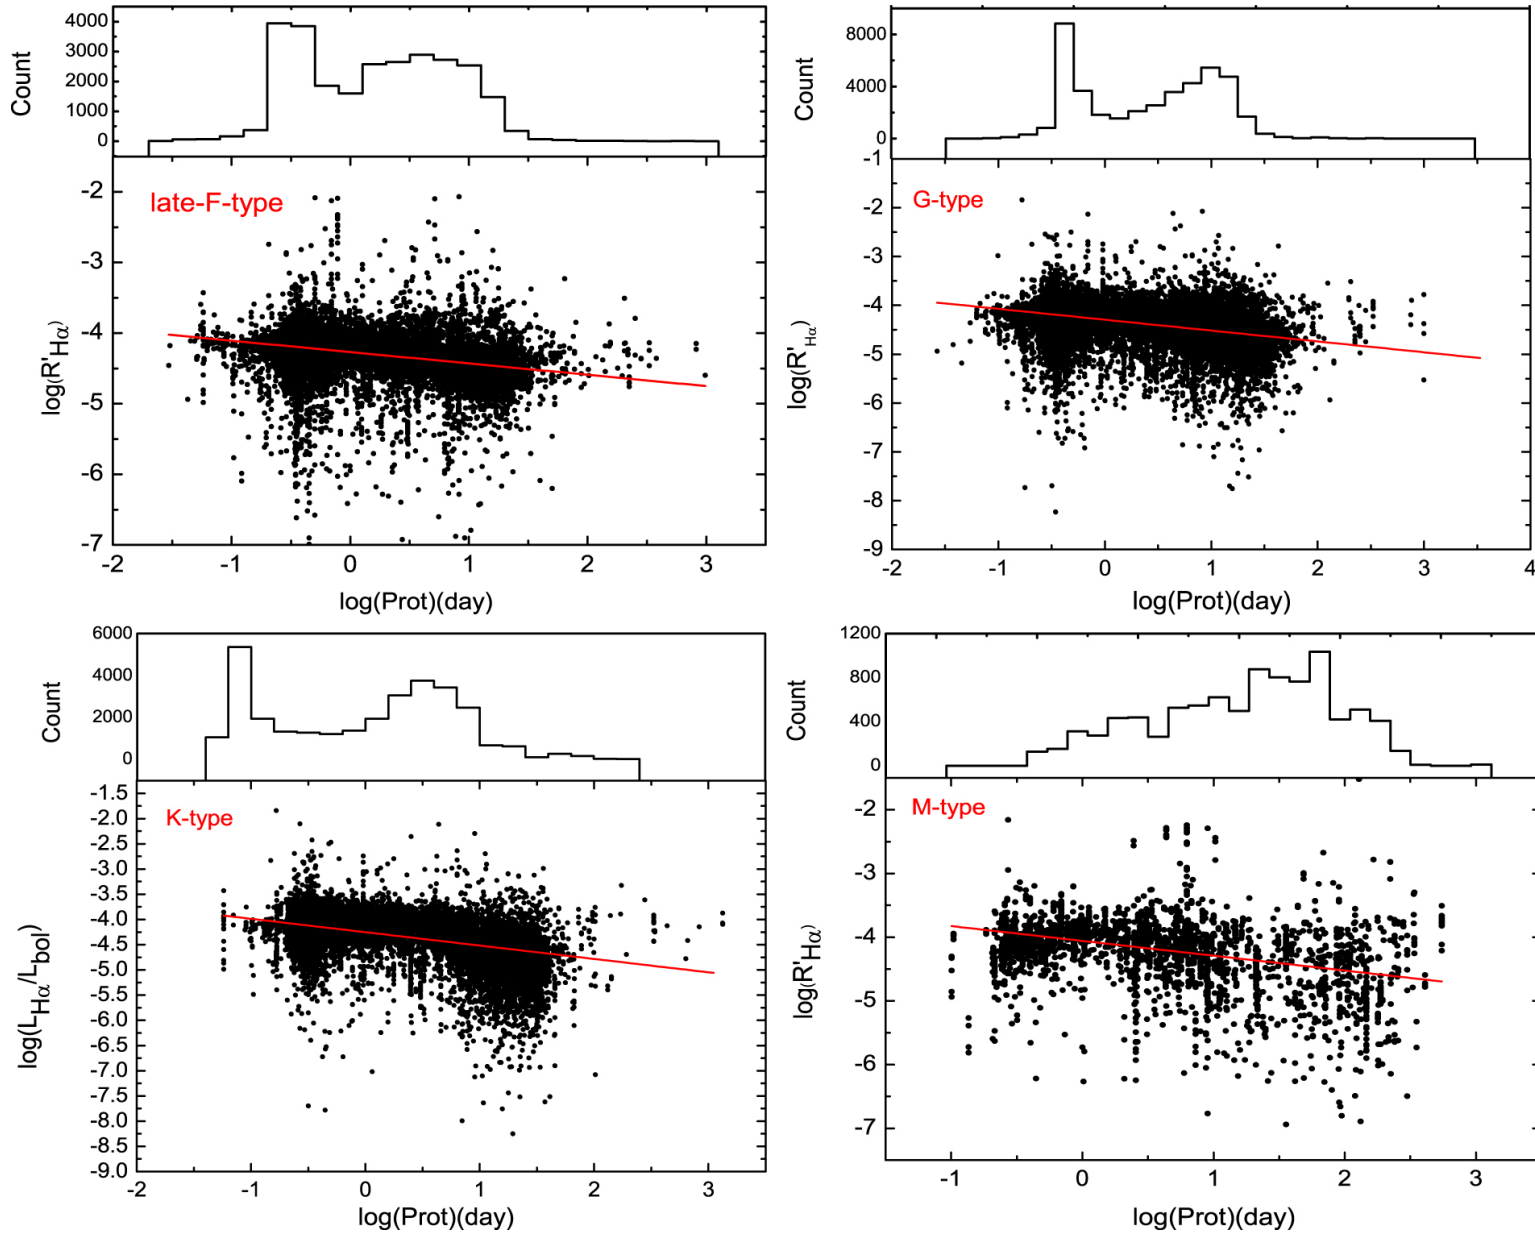 4000
3000
2000
1000
0
Count
late-F-type
-2
-3
-4
-5
-6
-7
log(R'Hα)
-2 -1 0 1 2 3
log(Prot)(day)
8000
4000
0
-1
Count
G-type
-2
-3
-4
-5
-6
-7
-8
-9
log(R'Hα)
-2 -1 0 1 2 3 4
log(Prot)(day)
6000
4000
2000
0
Count
K-type
-1.5
-2.0
-2.5
-3.0
-3.5
-4.0
-4.5
-5.0
-5.5
-6.0
-6.5
-7.0
-7.5
-8.0
-9.0
log(LHα/Lbol)
-1 0 1 2 3
log(Prot)(day)
1200
800
400
0
Count
M-type
-2
-3
-4
-5
-6
-7
log(R'Hα)
-1 0 1 2 3
log(Prot)(day)